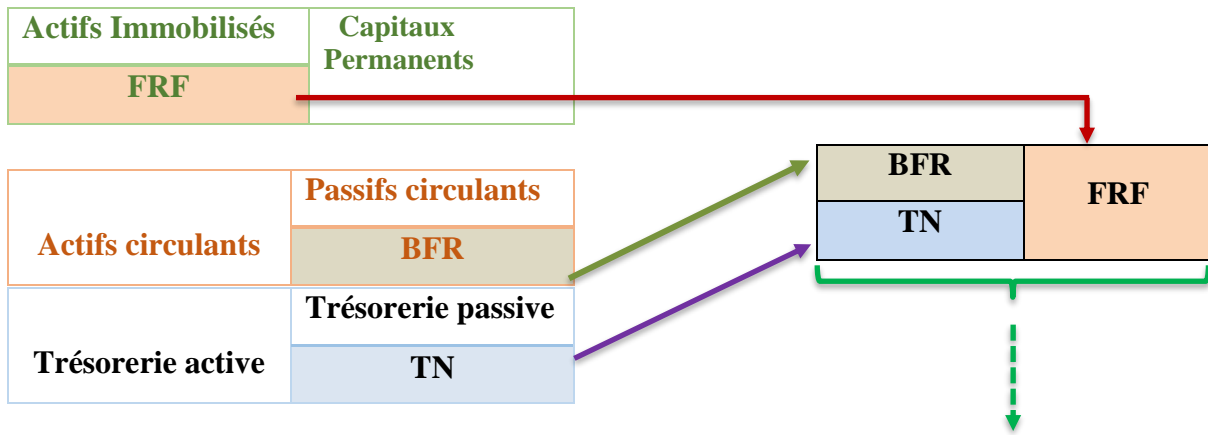 Actifs Immobilisés
Capitaux
Permanents
FRF
Passifs circulants
Actifs circulants
BFR
Trésorerie passive
Trésorerie active
TN
BFR
FRF
TN